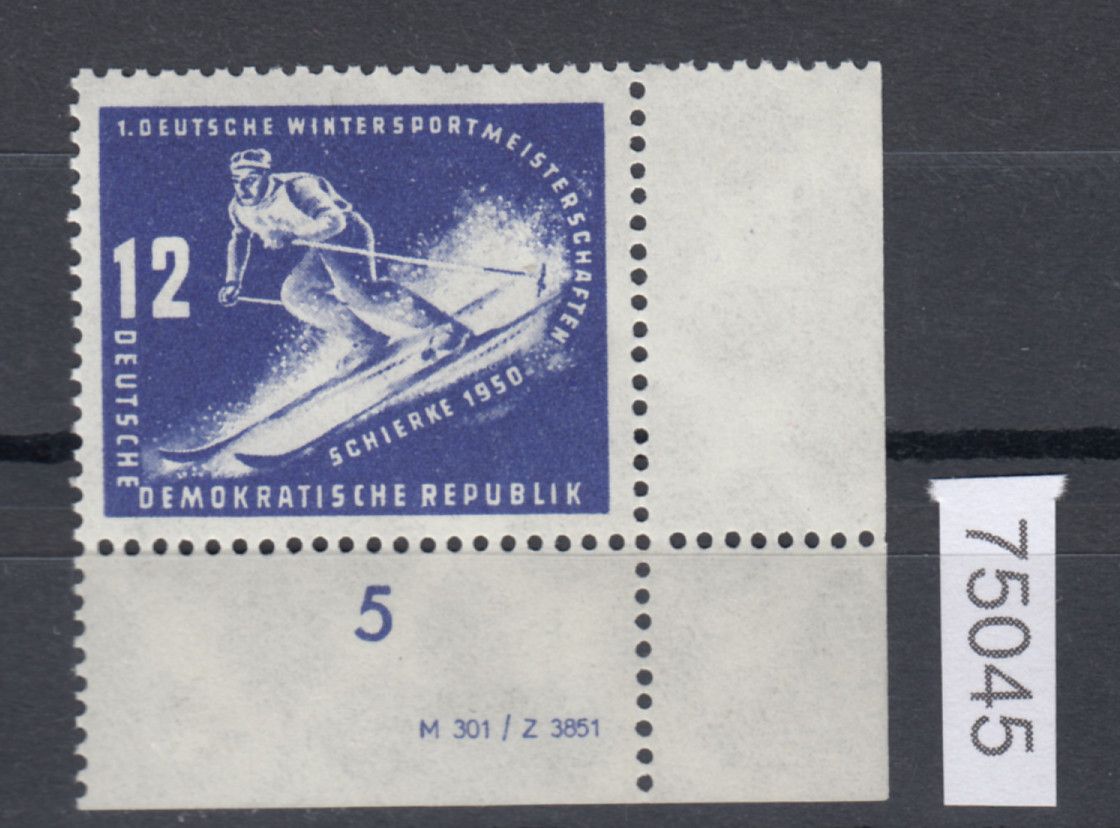 1. DEUTSCHE WINTERSPORTMEISTERSCHAFTEN
12
SCHIERKE 1950
DEUTSCHE
DEMOKRATISCHE REPUBLIK
5
M 301 / Z 3851
75045